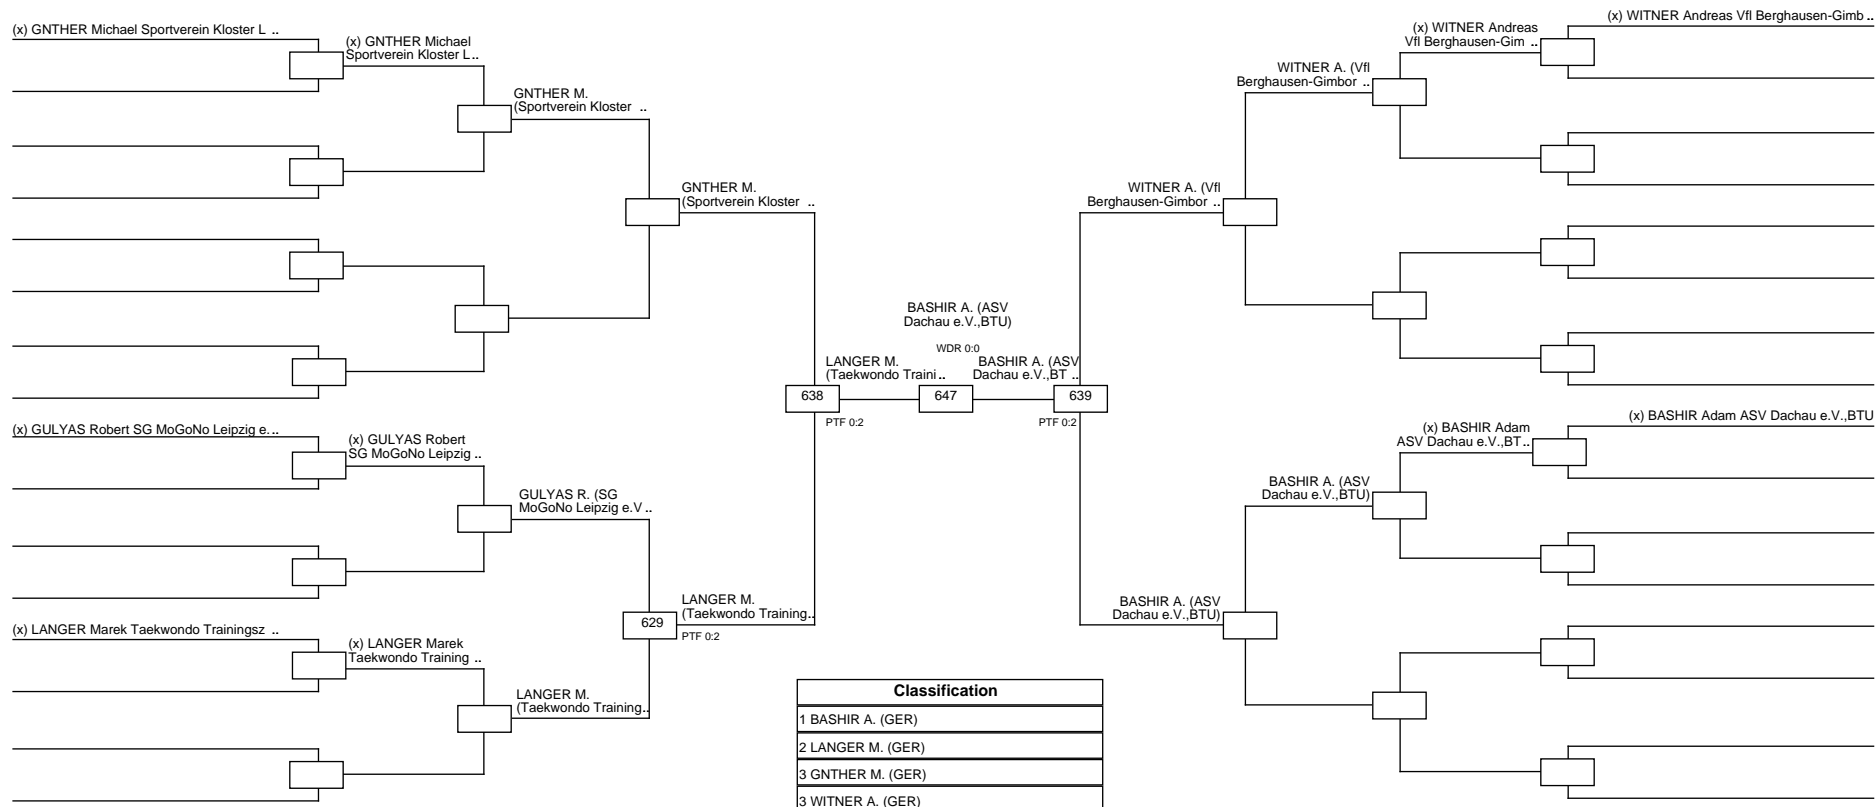 (x) GNTHER Michael Sportverein Kloster L ..
(x) GNTHER Michael
Sportverein Kloster L ..
GNTHER M.
(Sportverein Kloster ..
GNTHER M.
(Sportverein Kloster ..
(x) GULYAS Robert SG MoGoNo Leipzig e. ..
(x) GULYAS Robert
SG MoGoNo Leipzig ..
GULYAS R. (SG
MoGoNo Leipzig e.V ..
(x) LANGER Marek Taekwondo Trainingsz ..
(x) LANGER Marek
Taekwondo Training ..
LANGER M.
(Taekwondo Training..
629
LANGER M.
(Taekwondo Training..
PTF 0:2
638
PTF 0:2
LANGER M.
(Taekwondo Traini ..
BASHIR A. (ASV
Dachau e.V.,BTU)
WDR 0:0
647
BASHIR A. (ASV
Dachau e.V.,BT ..
639
PTF 0:2
WITNER A. (Vfl
Berghausen-Gimbor ..
WITNER A. (Vfl
Berghausen-Gimbor ..
(x) WITNER Andreas
Vfl Berghausen-Gim ..
(x) WITNER Andreas Vfl Berghausen-Gimb ..
BASHIR A. (ASV
Dachau e.V.,BTU)
BASHIR A. (ASV
Dachau e.V.,BTU)
(x) BASHIR Adam
ASV Dachau e.V.,BT ..
(x) BASHIR Adam ASV Dachau e.V.,BTU
Classification
1 BASHIR A. (GER)
2 LANGER M. (GER)
3 GNTHER M. (GER)
3 WITNER A. (GER)